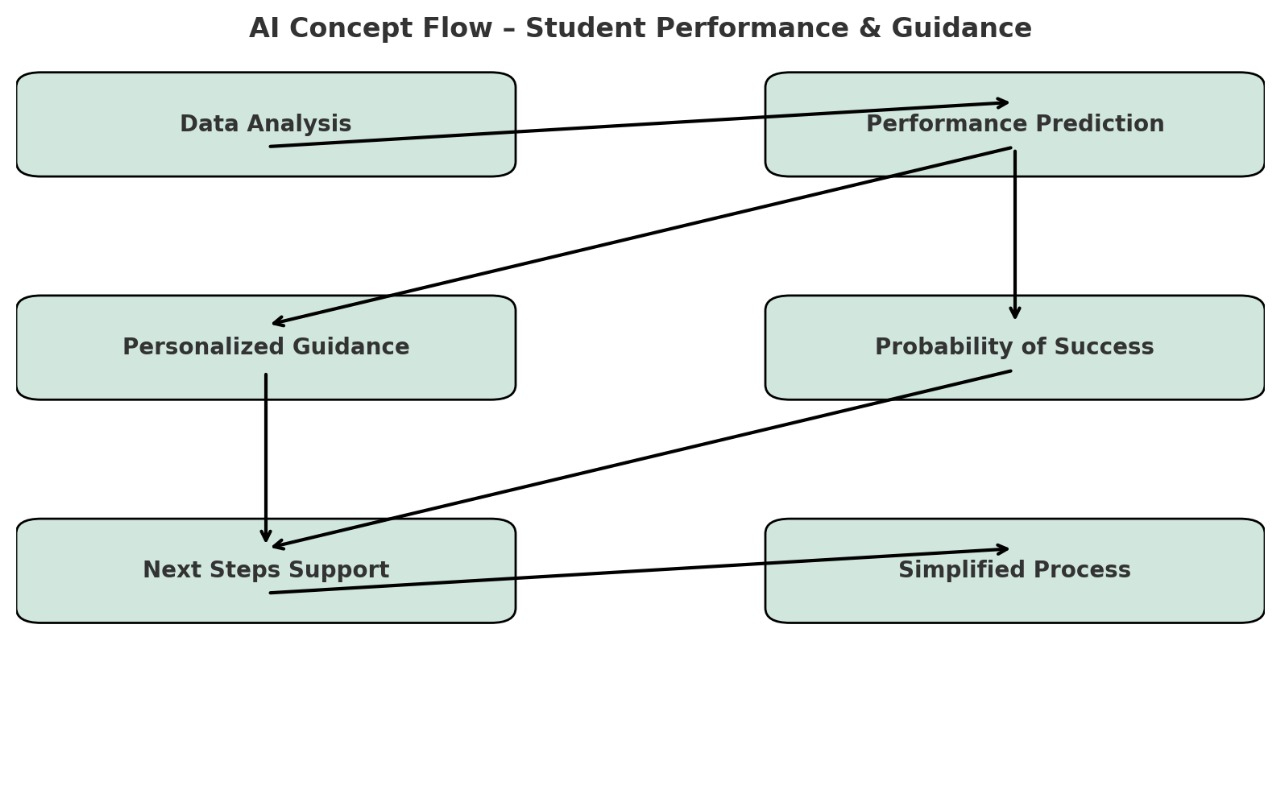 AI Concept Flow – Student Performance & Guidance
Data Analysis
Performance Prediction
Personalized Guidance
Probability of Success
Next Steps Support
Simplified Process